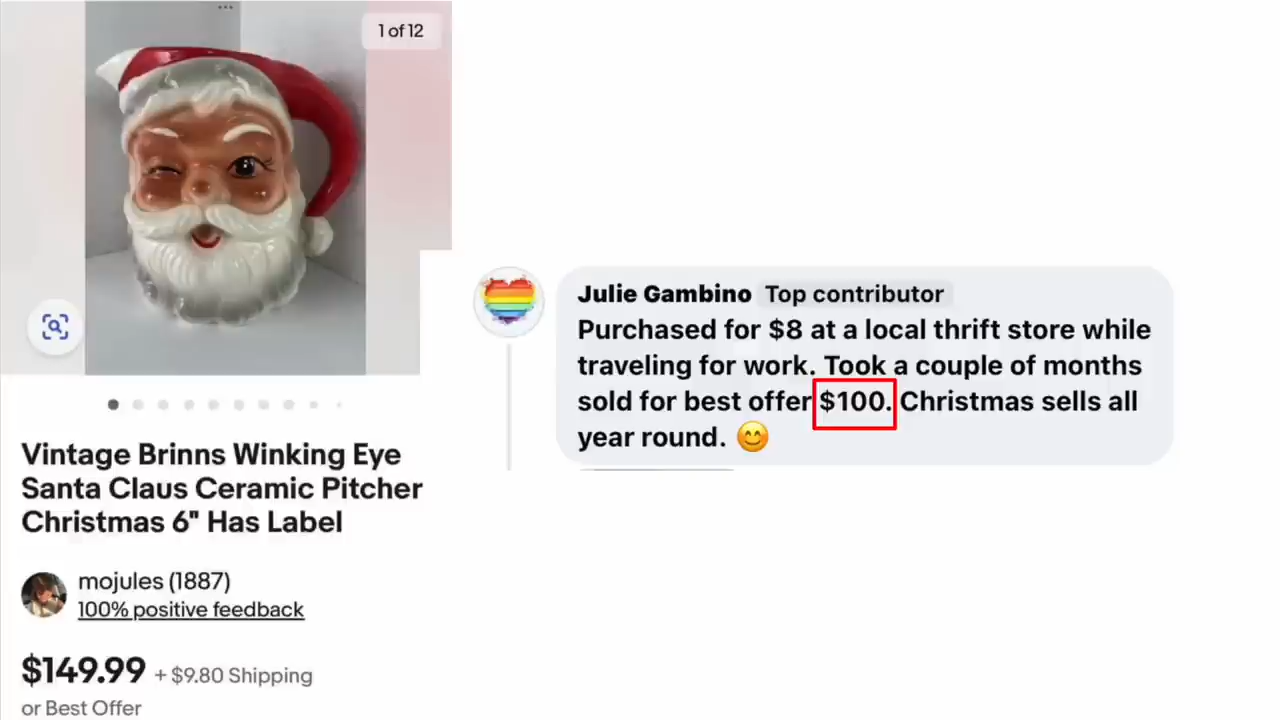 1 of 12
Vintage Brinns Winking Eye
Santa Claus Ceramic Pitcher
Christmas 6" Has Label
mojules (1887)
100% positive feedback
$149.99 + $9.80 Shipping
or Best Offer
Julie Gambino Top contributor
Purchased for $8 at a local thrift store while
traveling for work. Took a couple of months
sold for best offer $100. Christmas sells all
year round. 😊